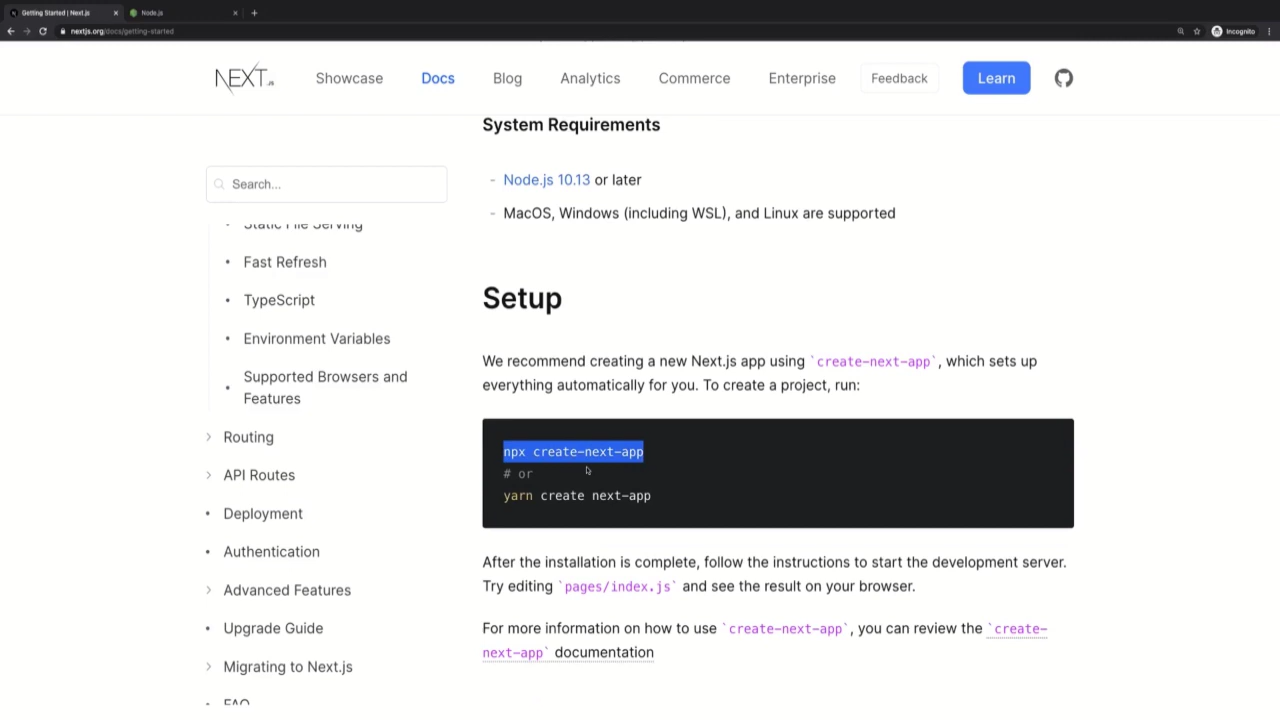 Getting Started | Next.js
Node.js
nextjs.org/docs/getting-started
Incognito
NEXT.JS
Showcase
Docs
Blog
Analytics
Commerce
Enterprise
Feedback
Learn
Search...
Static File Serving
Fast Refresh
TypeScript
Environment Variables
Supported Browsers and
Features
Routing
API Routes
Deployment
Authentication
Advanced Features
Upgrade Guide
Migrating to Next.js
FAQ
System Requirements
- Node.js 10.13 or later
- MacOS, Windows (including WSL), and Linux are supported
Setup
We recommend creating a new Next.js app using `create-next-app`, which sets up
everything automatically for you. To create a project, run:
npx create-next-app
# or
yarn create next-app
After the installation is complete, follow the instructions to start the development server.
Try editing `pages/index.js` and see the result on your browser.
For more information on how to use `create-next-app`, you can review the `create-
next-app` documentation